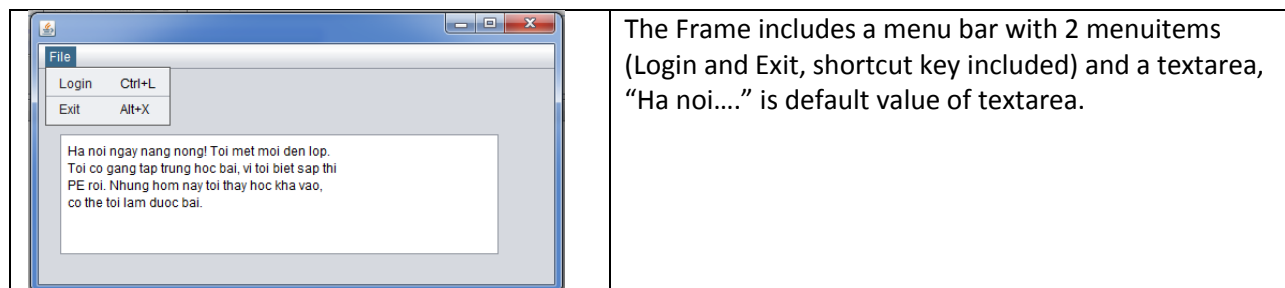 File
Login Ctrl+L
Exit Alt+X
Ha noi ngay nang nong! Toi met moi den lop.
Toi co gang tap trung hoc bai, vi toi biet sap thi
PE roi. Nhung hom nay toi thay hoc kha vao,
co the toi lam duoc bai.
The Frame includes a menu bar with 2 menuitems
(Login and Exit, shortcut key included) and a textarea,
“Ha noi….” is default value of textarea.